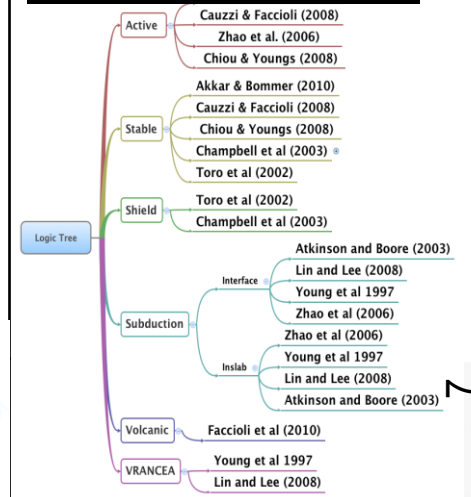 Active
Cauzzi & Faccioli (2008)
Zhao et al. (2006)
Chiou & Youngs (2008)
Stable
Akkar & Bommer (2010)
Cauzzi & Faccioli (2008)
Chiou & Youngs (2008)
Champbell et al (2003)
Toro et al (2002)
Shield
Toro et al (2002)
Champbell et al (2003)
Logic Tree
Subduction
Interface
Atkinson and Boore (2003)
Lin and Lee (2008)
Young et al 1997
Zhao et al (2006)
Inslab
Zhao et al (2006)
Young et al 1997
Lin and Lee (2008)
Atkinson and Boore (2003)
Volcanic
Faccioli et al (2010)
VRANCEA
Young et al 1997
Lin and Lee (2008)